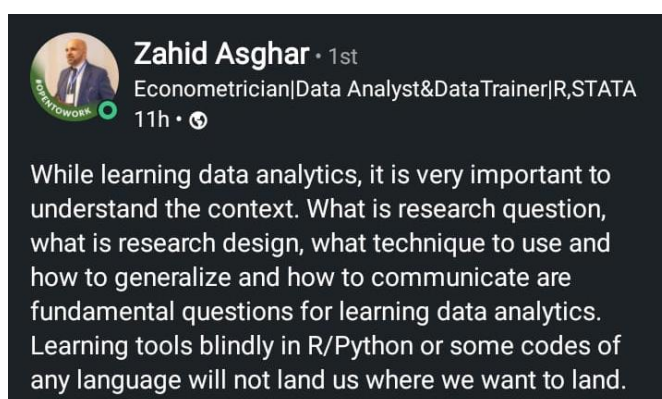 Zahid Asghar • 1st
Econometrician|Data Analyst&DataTrainer|R,STATA
11h •
#OPENTOWORK
While learning data analytics, it is very important to
understand the context. What is research question,
what is research design, what technique to use and
how to generalize and how to communicate are
fundamental questions for learning data analytics.
Learning tools blindly in R/Python or some codes of
any language will not land us where we want to land.